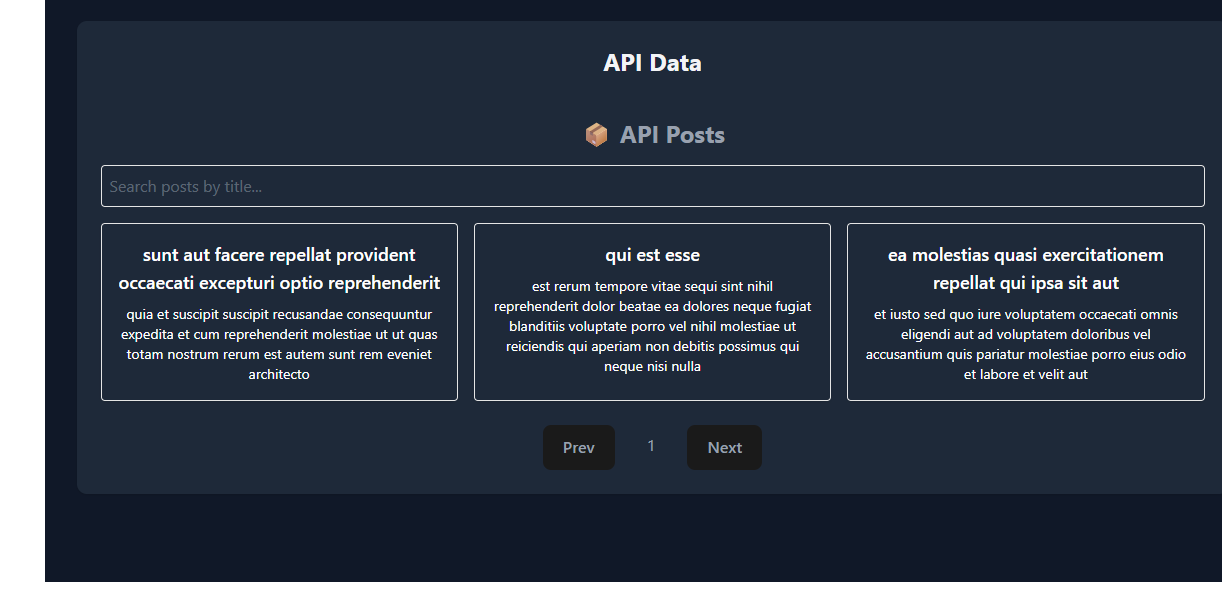 API Data
📦 API Posts
Search posts by title...
sunt aut facere repellat provident
occaecati excepturi optio reprehenderit
quia et suscipit suscipit recusandae consequuntur
expedita et cum reprehenderit molestiae ut ut quas
totam nostrum rerum est autem sunt rem eveniet
architecto
qui est esse
est rerum tempore vitae sequi sint nihil
reprehenderit dolor beatae ea dolores neque fugiat
blanditiis voluptate porro vel nihil molestiae ut
reiciendis qui aperiam non debitis possimus qui
neque nisi nulla
ea molestias quasi exercitationem
repellat qui ipsa sit aut
et iusto sed quo iure voluptatem occaecati omnis
eligendi aut ad voluptatem doloribus vel
accusantium quis pariatur molestiae porro eius odio
et labore et velit aut
Prev 1 Next